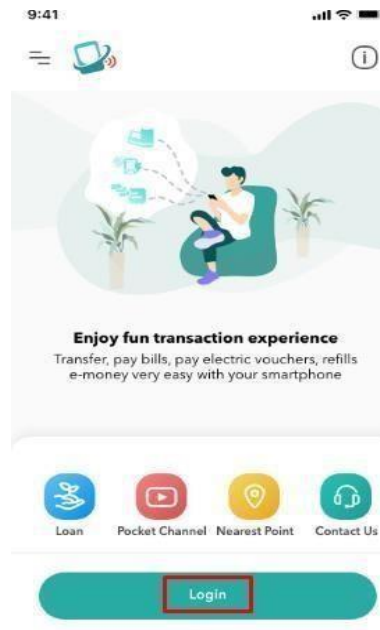 9:41
Enjoy fun transaction experience
Transfer, pay bills, pay electric vouchers, refills
e-money very easy with your smartphone
Loan Pocket Channel Nearest Point Contact Us
Login